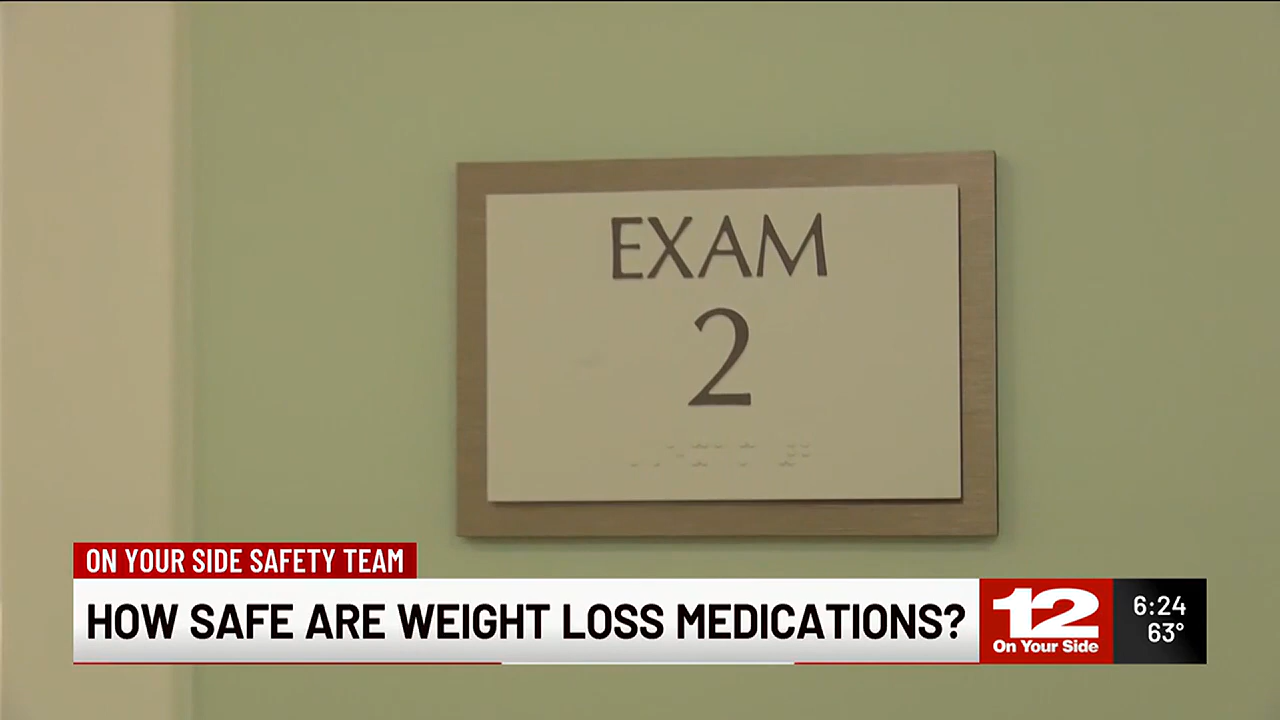 EXAM
2
ON YOUR SIDE SAFETY TEAM
HOW SAFE ARE WEIGHT LOSS MEDICATIONS?
12
On Your Side
6:24
63°